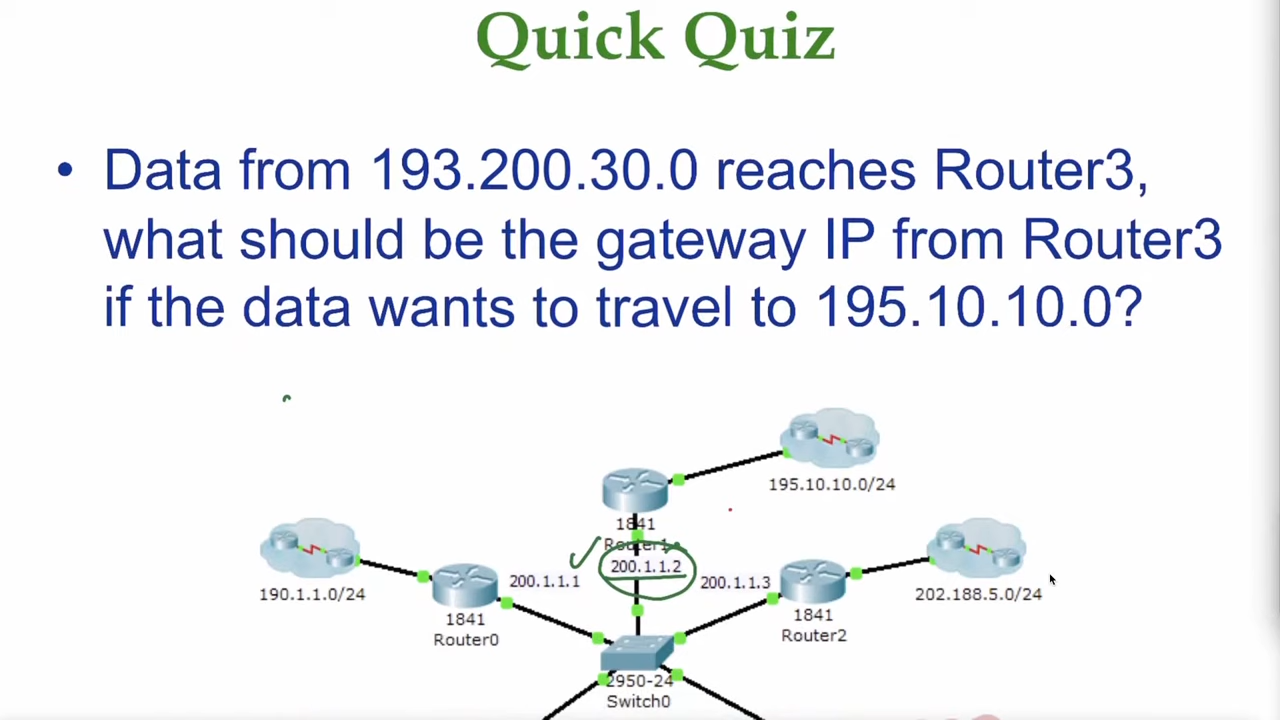 Quick Quiz
• Data from 193.200.30.0 reaches Router3,
what should be the gateway IP from Router3
if the data wants to travel to 195.10.10.0?
195.10.10.0/24
1841
Router1
200.1.1.2
190.1.1.0/24
1841
Router0
200.1.1.1
200.1.1.3
1841
Router2
202.188.5.0/24
2950-24
Switch0